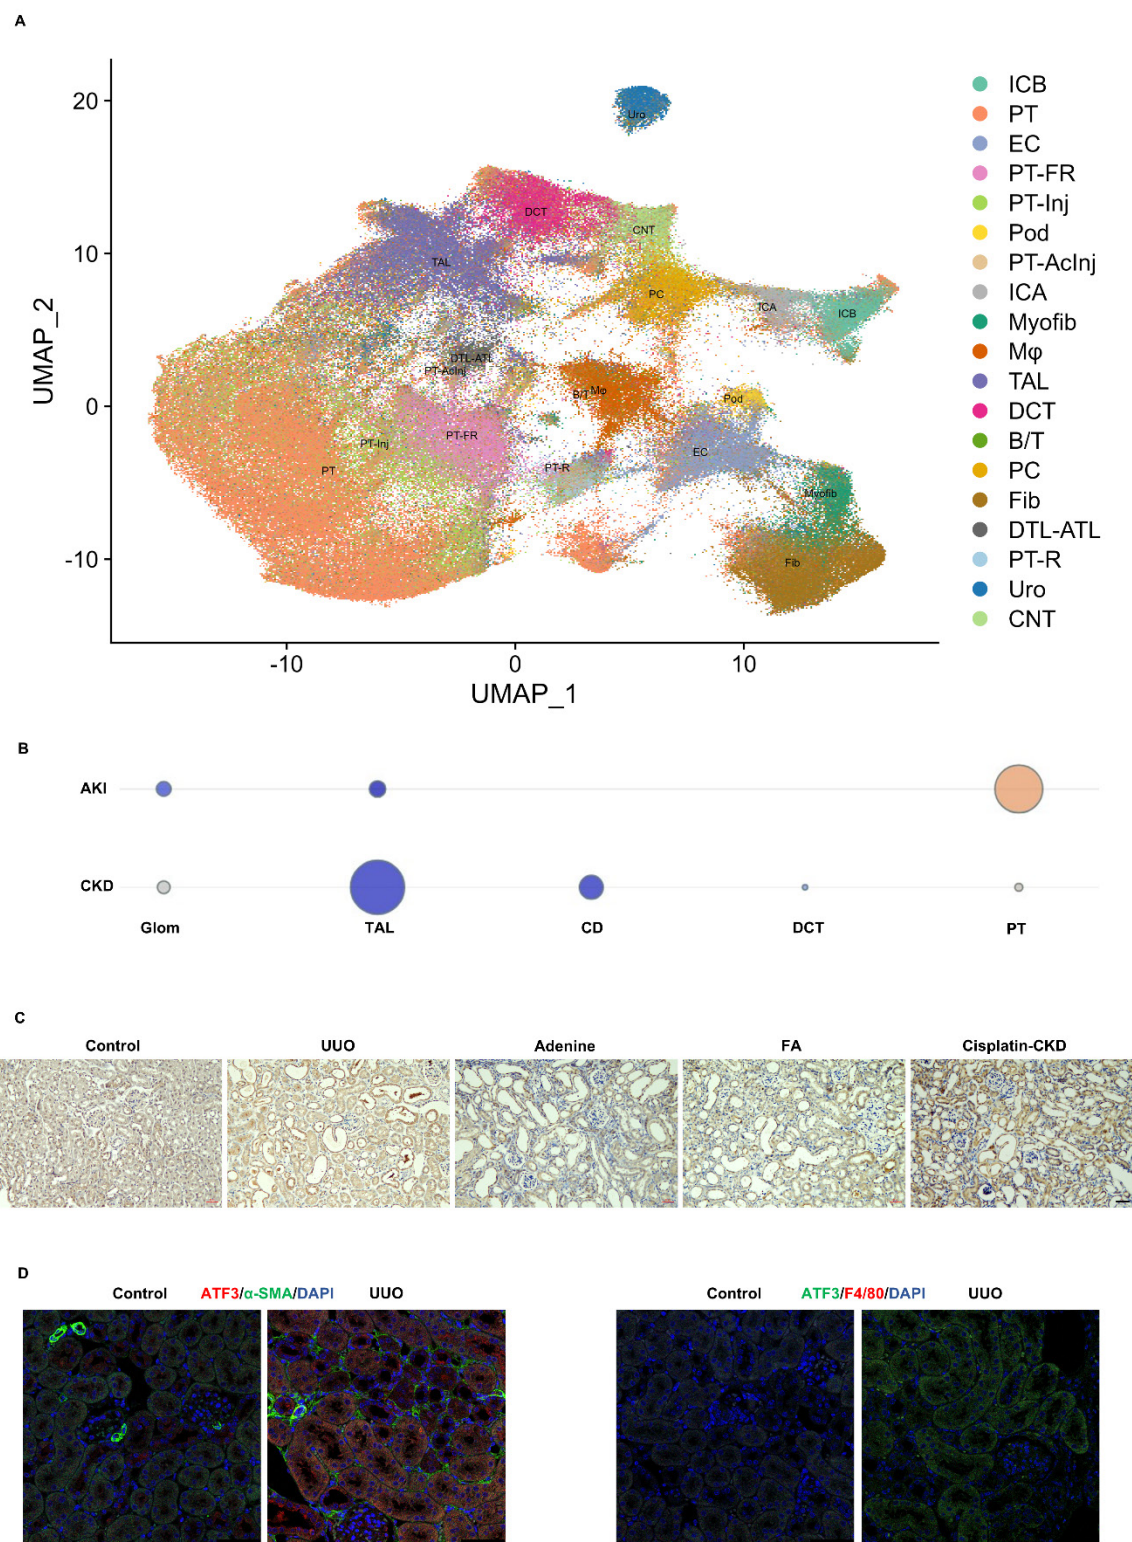 A
UMAP_2
20
10
0
-10
-10
0
10
UMAP_1
Uro
DCT
CNT
TAL
PC
ICA
ICB
DTL-ATL
PT-AcInj
B/T
Mφ
Pod
PT-Inj
PT-FR
PT
PT-R
EC
Myofib
Fib
ICB
PT
EC
PT-FR
PT-Inj
Pod
PT-AcInj
ICA
Myofib
Mφ
TAL
DCT
B/T
PC
Fib
DTL-ATL
PT-R
Uro
CNT
B
AKI
CKD
Glom
TAL
CD
DCT
PT
C
Control
UUO
Adenine
FA
Cisplatin-CKD
D
Control
ATF3/α-SMA/DAPI
UUO
Control
ATF3/F4/80/DAPI
UUO